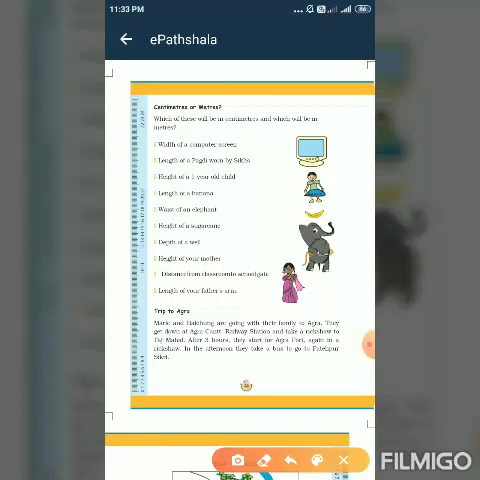 11:33 PM
86
ePathshala
Centimetres or Metres?
Which of these will be in centimetres and which will be in
metres?
Width of a computer screen
Length of a Pagdi worn by Sikhs
Height of a 1-year old child
Length of a banana
Waist of an elephant
Height of a sugarcane
Depth of a well
Height of your mother
Distance from classroom to school gate
Length of your father's arm.
Trip to Agra
Mario and Baichung are going with their family to Agra. They
get down at Agra Cantt. Railway Station and take a rickshaw to
Taj Mahal. After 3 hours, they start for Agra Fort, again in a
rickshaw. In the afternoon they take a bus to go to Fatehpur
Sikri.
FILMIGO